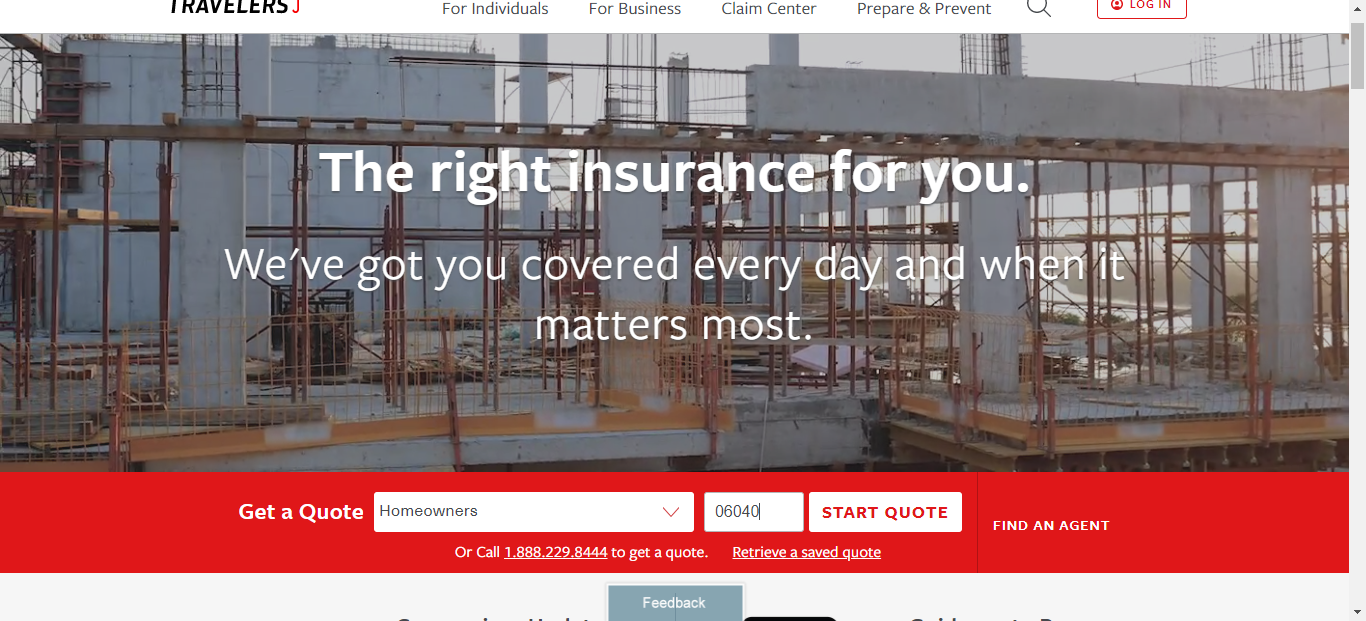 TRAVELERS
For Individuals
For Business
Claim Center
Prepare & Prevent
LOG IN
The right insurance for you.
We've got you covered every day and when it
matters most.
Get a Quote
Homeowners
06040
START QUOTE
FIND AN AGENT
Or Call 1.888.229.8444 to get a quote.
Retrieve a saved quote
Feedback